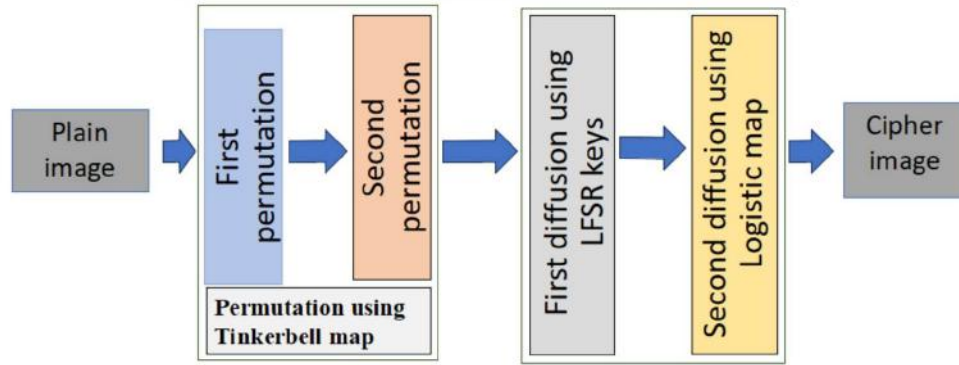 Plain
image
First
permutation
Second
permutation
Permutation using
Tinkerbell map
First diffusion using
LFSR keys
Second diffusion using
Logistic map
Cipher
image